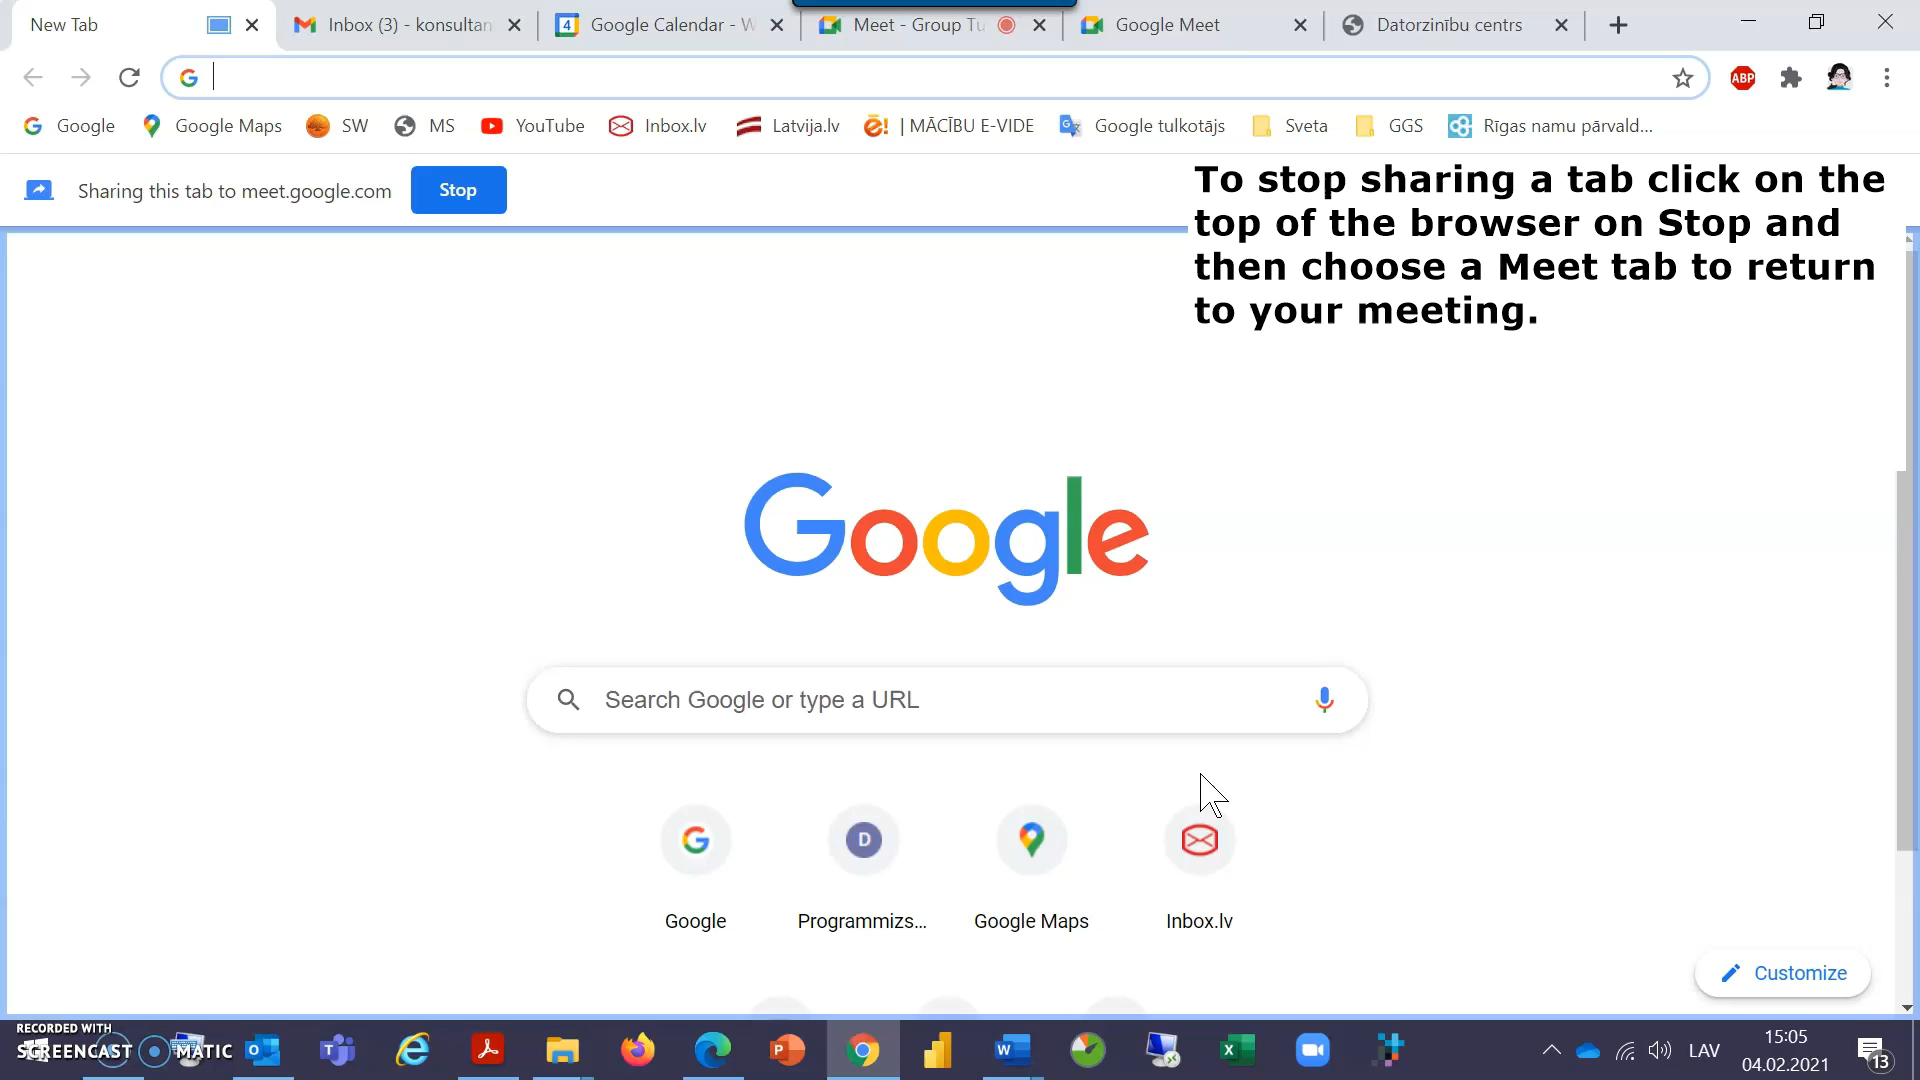 New Tab
Inbox (3) - konsultan
4
Google Calendar - W
Meet - Group Tu
Google Meet
Datorzinību centrs
ABP
Google
Google Maps
SW
MS
YouTube
Inbox.lv
Latvija.lv
| MĀCĪBU E-VIDE
Google tulkotājs
Sveta
GGS
Rīgas namu pārvald...
Sharing this tab to meet.google.com
Stop
To stop sharing a tab click on the
top of the browser on Stop and
then choose a Meet tab to return
to your meeting.
Google
Search Google or type a URL
D
Google
Programmizs...
Google Maps
Inbox.lv
Customize
RECORDED WITH
SCREENCAST MATIC
LAV
15:05
04.02.2021
13